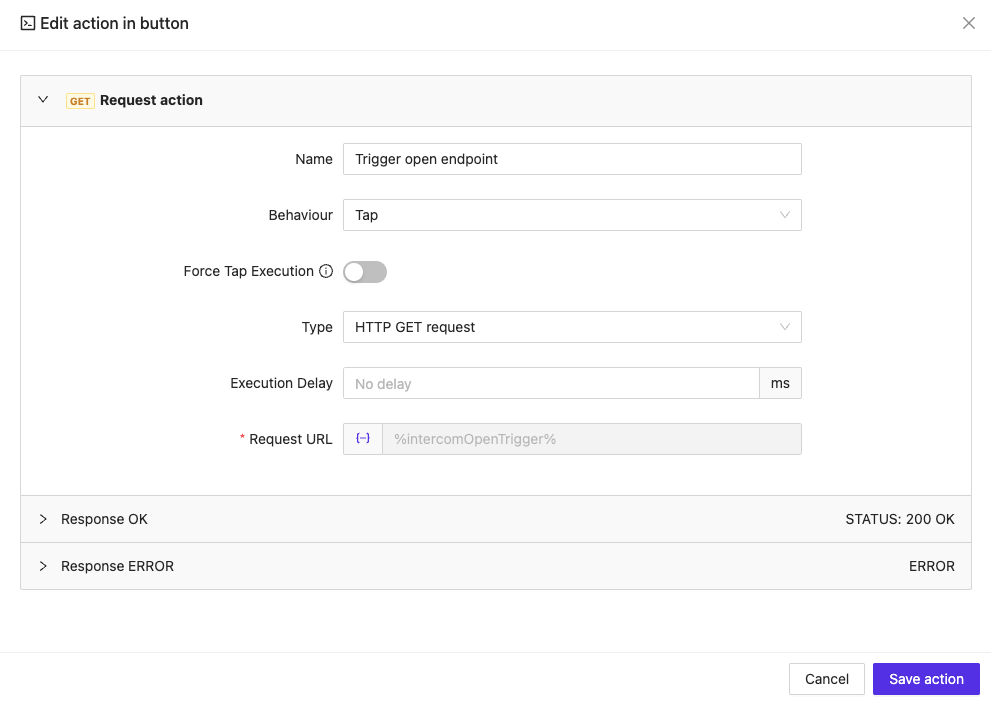 Edit action in button
GET Request action
Name Trigger open endpoint
Behaviour Tap
Force Tap Execution
Type HTTP GET request
Execution Delay No delay ms
* Request URL %intercomOpenTrigger%
Response OK STATUS: 200 OK
Response ERROR ERROR
Cancel Save action